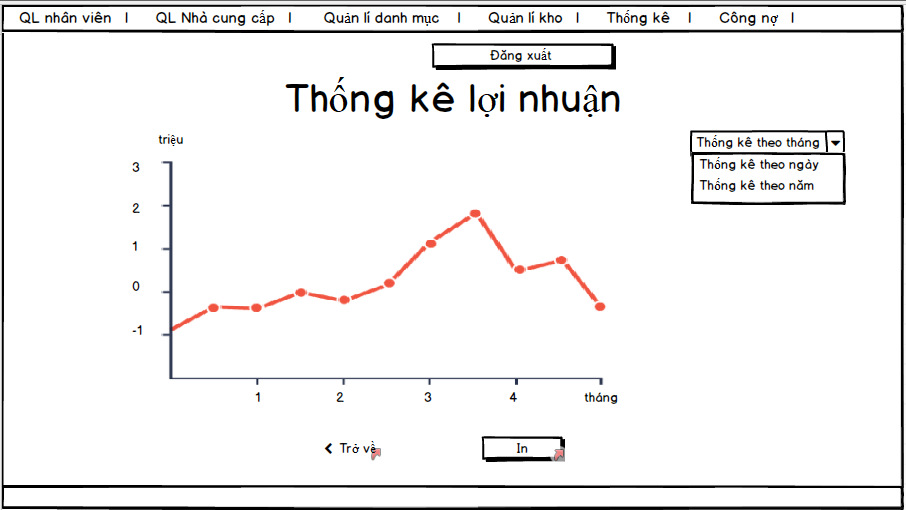 QL nhân viên I QL Nhà cung cấp I Quản lí danh mục I Quản lí kho I Thống kê I Công nợ I
Đăng xuất
Thống kê lợi nhuận
triệu
Thống kê theo tháng
Thống kê theo ngày
Thống kê theo năm
3
2
1
0
-1
1 2 3 4 tháng
Trở về
In